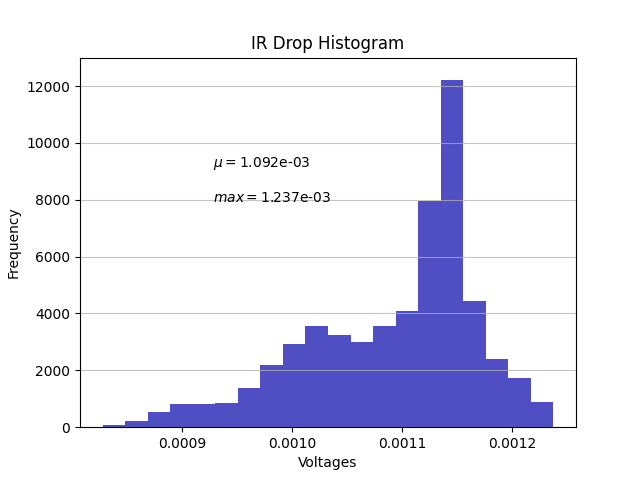 IR Drop Histogram
12000
10000
8000
6000
4000
2000
0
Frequency
μ = 1.092e-03
max = 1.237e-03
0.0009 0.0010 0.0011 0.0012
Voltages